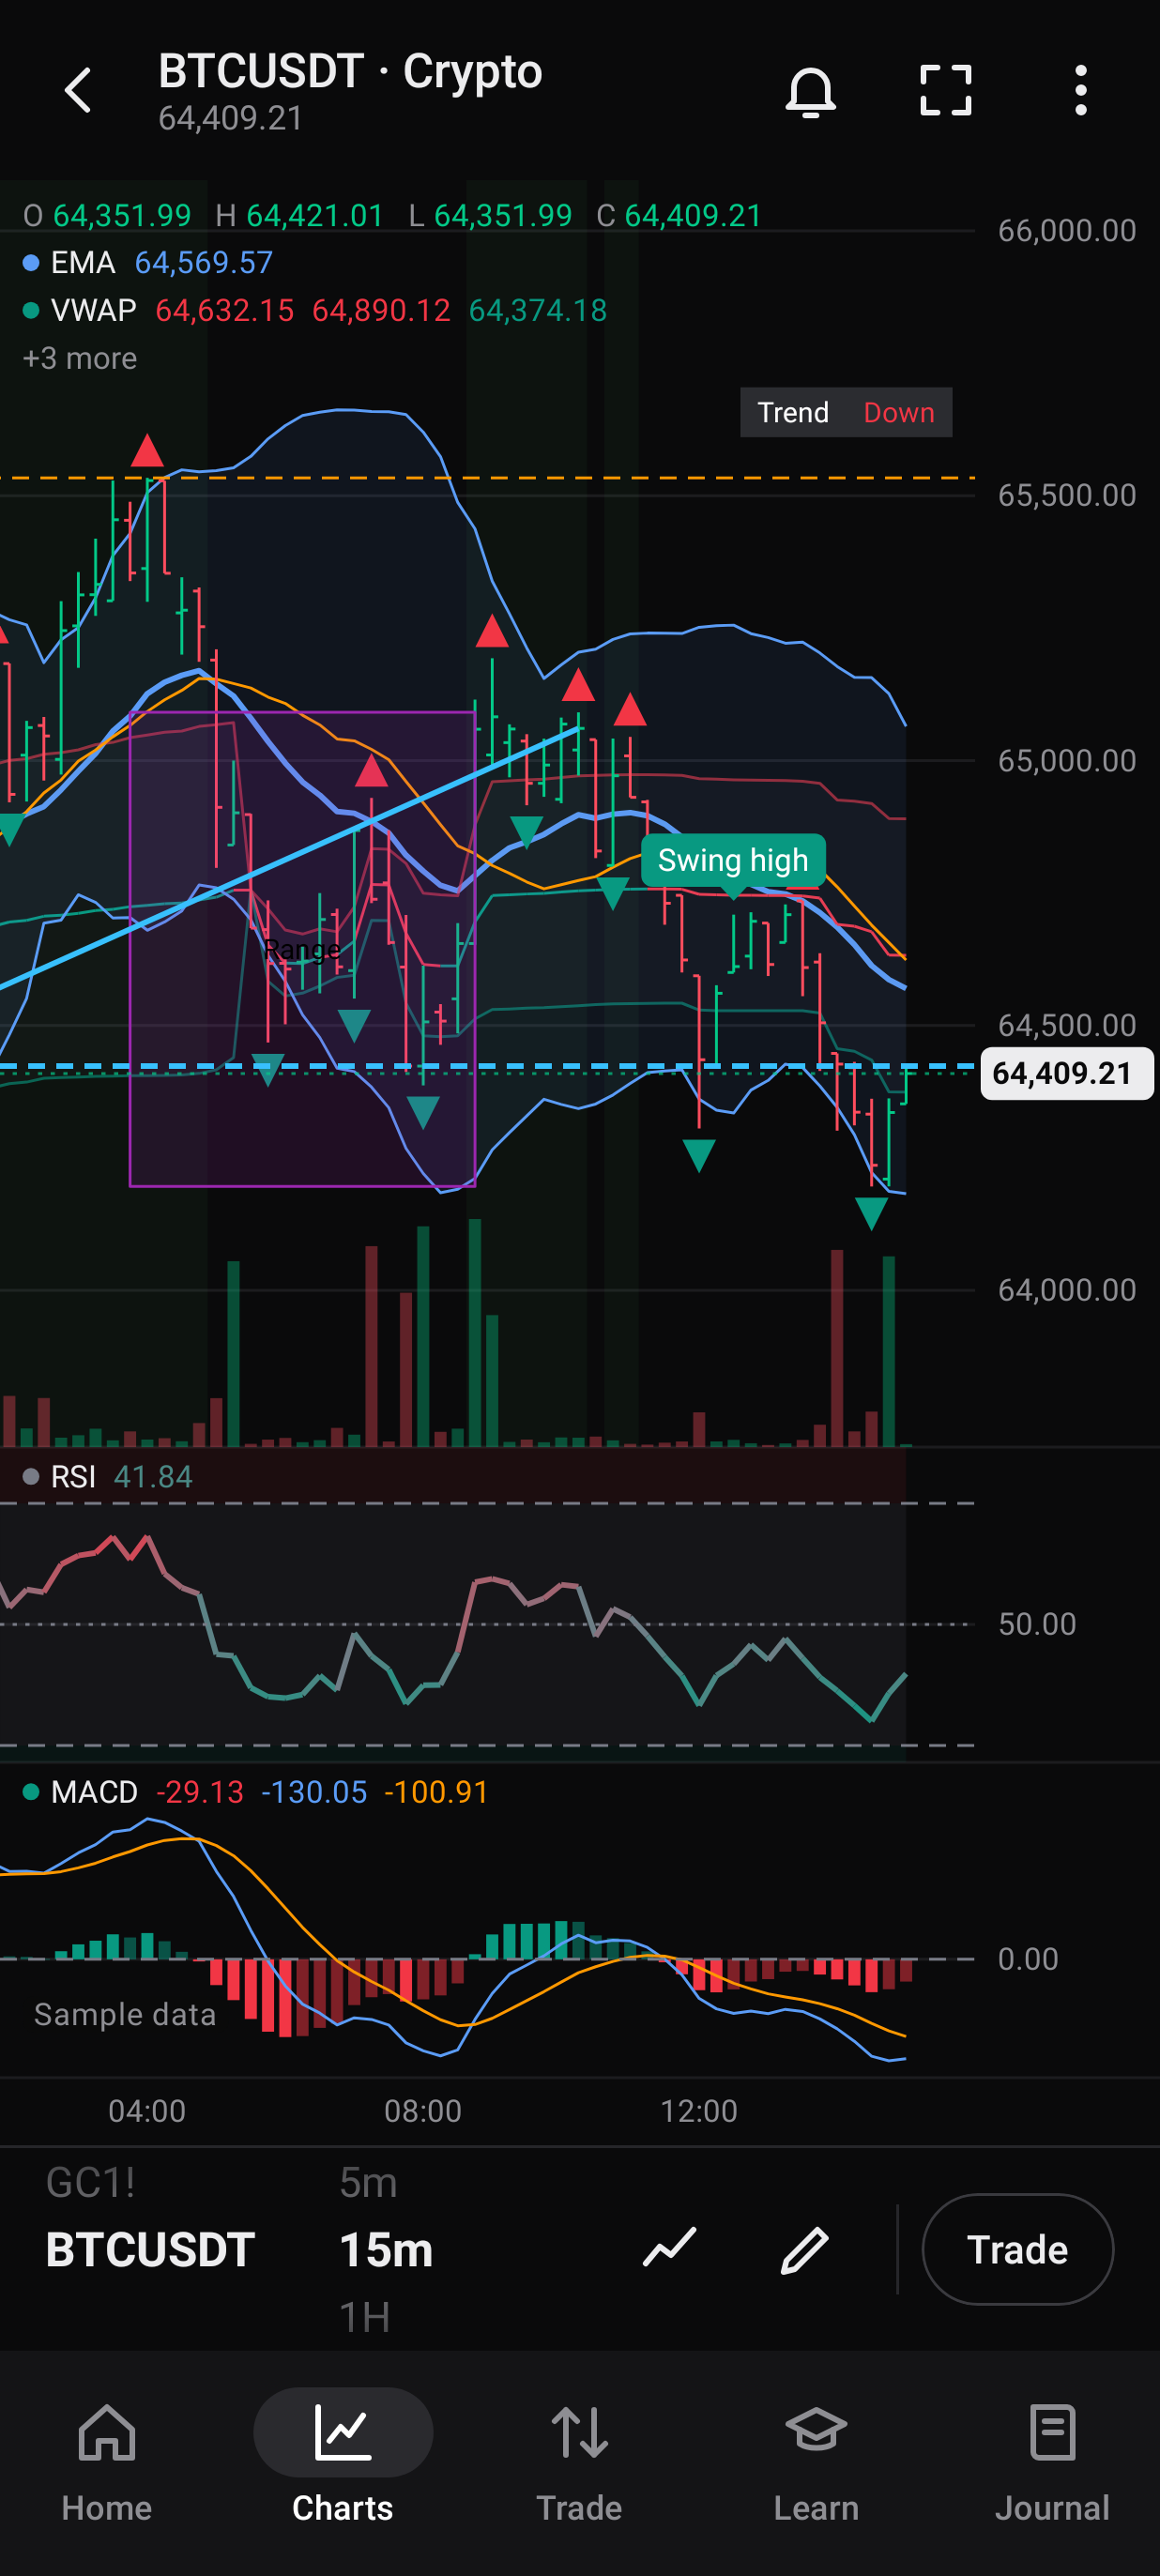 BTCUSDT · Crypto
64,409.21
O 64,351.99 H 64,421.01 L 64,351.99 C 64,409.21
66,000.00
EMA 64,569.57
VWAP 64,632.15 64,890.12 64,374.18
+3 more
Trend Down
65,500.00
65,000.00
Swing high
Range
64,500.00
64,409.21
64,000.00
RSI 41.84
50.00
MACD -29.13 -130.05 -100.91
0.00
Sample data
04:00 08:00 12:00
GC1! 5m
BTCUSDT 15m Trade
1H
Home Charts Trade Learn Journal